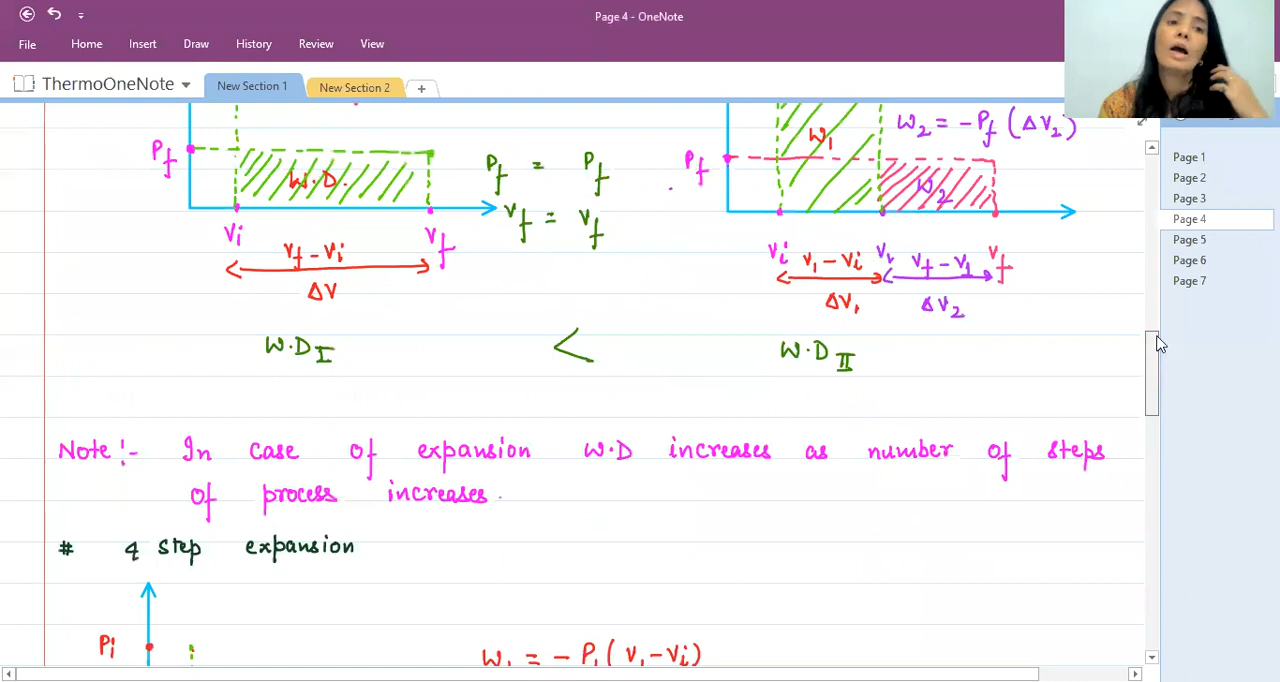 Page 4 - OneNote
File Home Insert Draw History Review View
ThermoOneNote New Section 1 New Section 2 +
Page 1
Page 2
Page 3
Page 4
Page 5
Page 6
Page 7
Pf
W.D.
Vi Vf
Vf - Vi
ΔV
Pf = Pf
Vf = Vf
W2 = - Pf (ΔV2)
W1
Pf
W2
Vi V1 Vf
V1 - Vi Vf - V1
ΔV1 ΔV2
W.D I < W.D II
Note :- In case of expansion W.D increases as number of steps
of process increases.
# 4 step expansion
Pi
W1 = - P1 ( V1 - Vi)